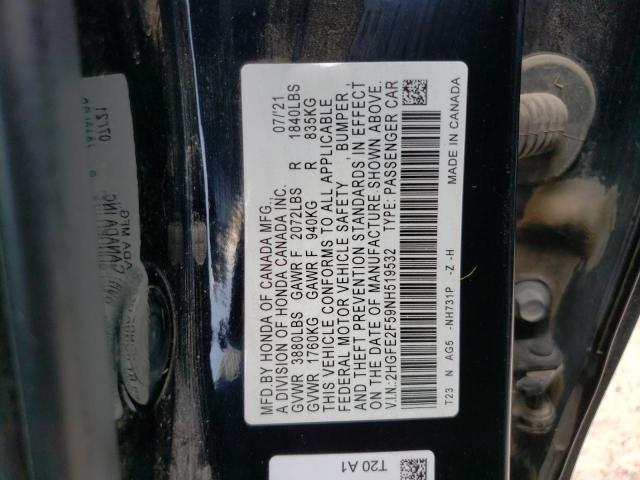 MFD.BY HONDA OF CANADA MFG. 07/'21
A DIVISION OF HONDA CANADA INC.
GVWR 3880LBS GAWR F 2072LBS R 1840LBS
GVWR 1760KG GAWR F 940KG R 835KG
THIS VEHICLE CONFORMS TO ALL APPLICABLE
FEDERAL MOTOR VEHICLE SAFETY, BUMPER,
AND THEFT PREVENTION STANDARDS IN EFFECT
ON THE DATE OF MANUFACTURE SHOWN ABOVE.
V.I.N:2HGFE2F59NH519532 TYPE:PASSENGER CAR
T23 N AG5 -NH731P -Z -H MADE IN CANADA
T20 A1